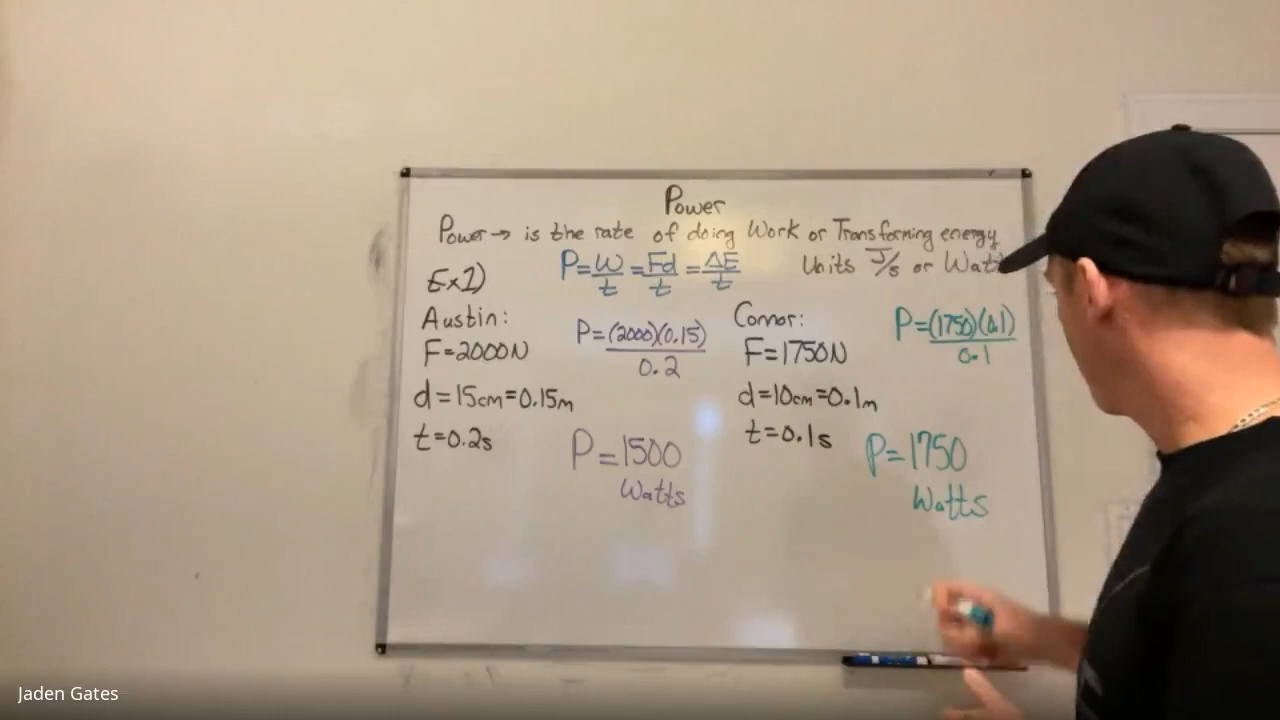 Power
Power → is the rate of doing Work or Transforming energy
P=W/t=Fd/t=ΔE/t
Units J/s or Watt
Ex1)
Austin:
F=2000N
d=15cm=0.15m
t=0.2s
P=(2000)(0.15)/0.2
P=1500
Watts
Connor:
F=1750N
d=10cm=0.1m
t=0.1s
P=(1750)(0.1)/0.1
P=1750
Watts
Jaden Gates